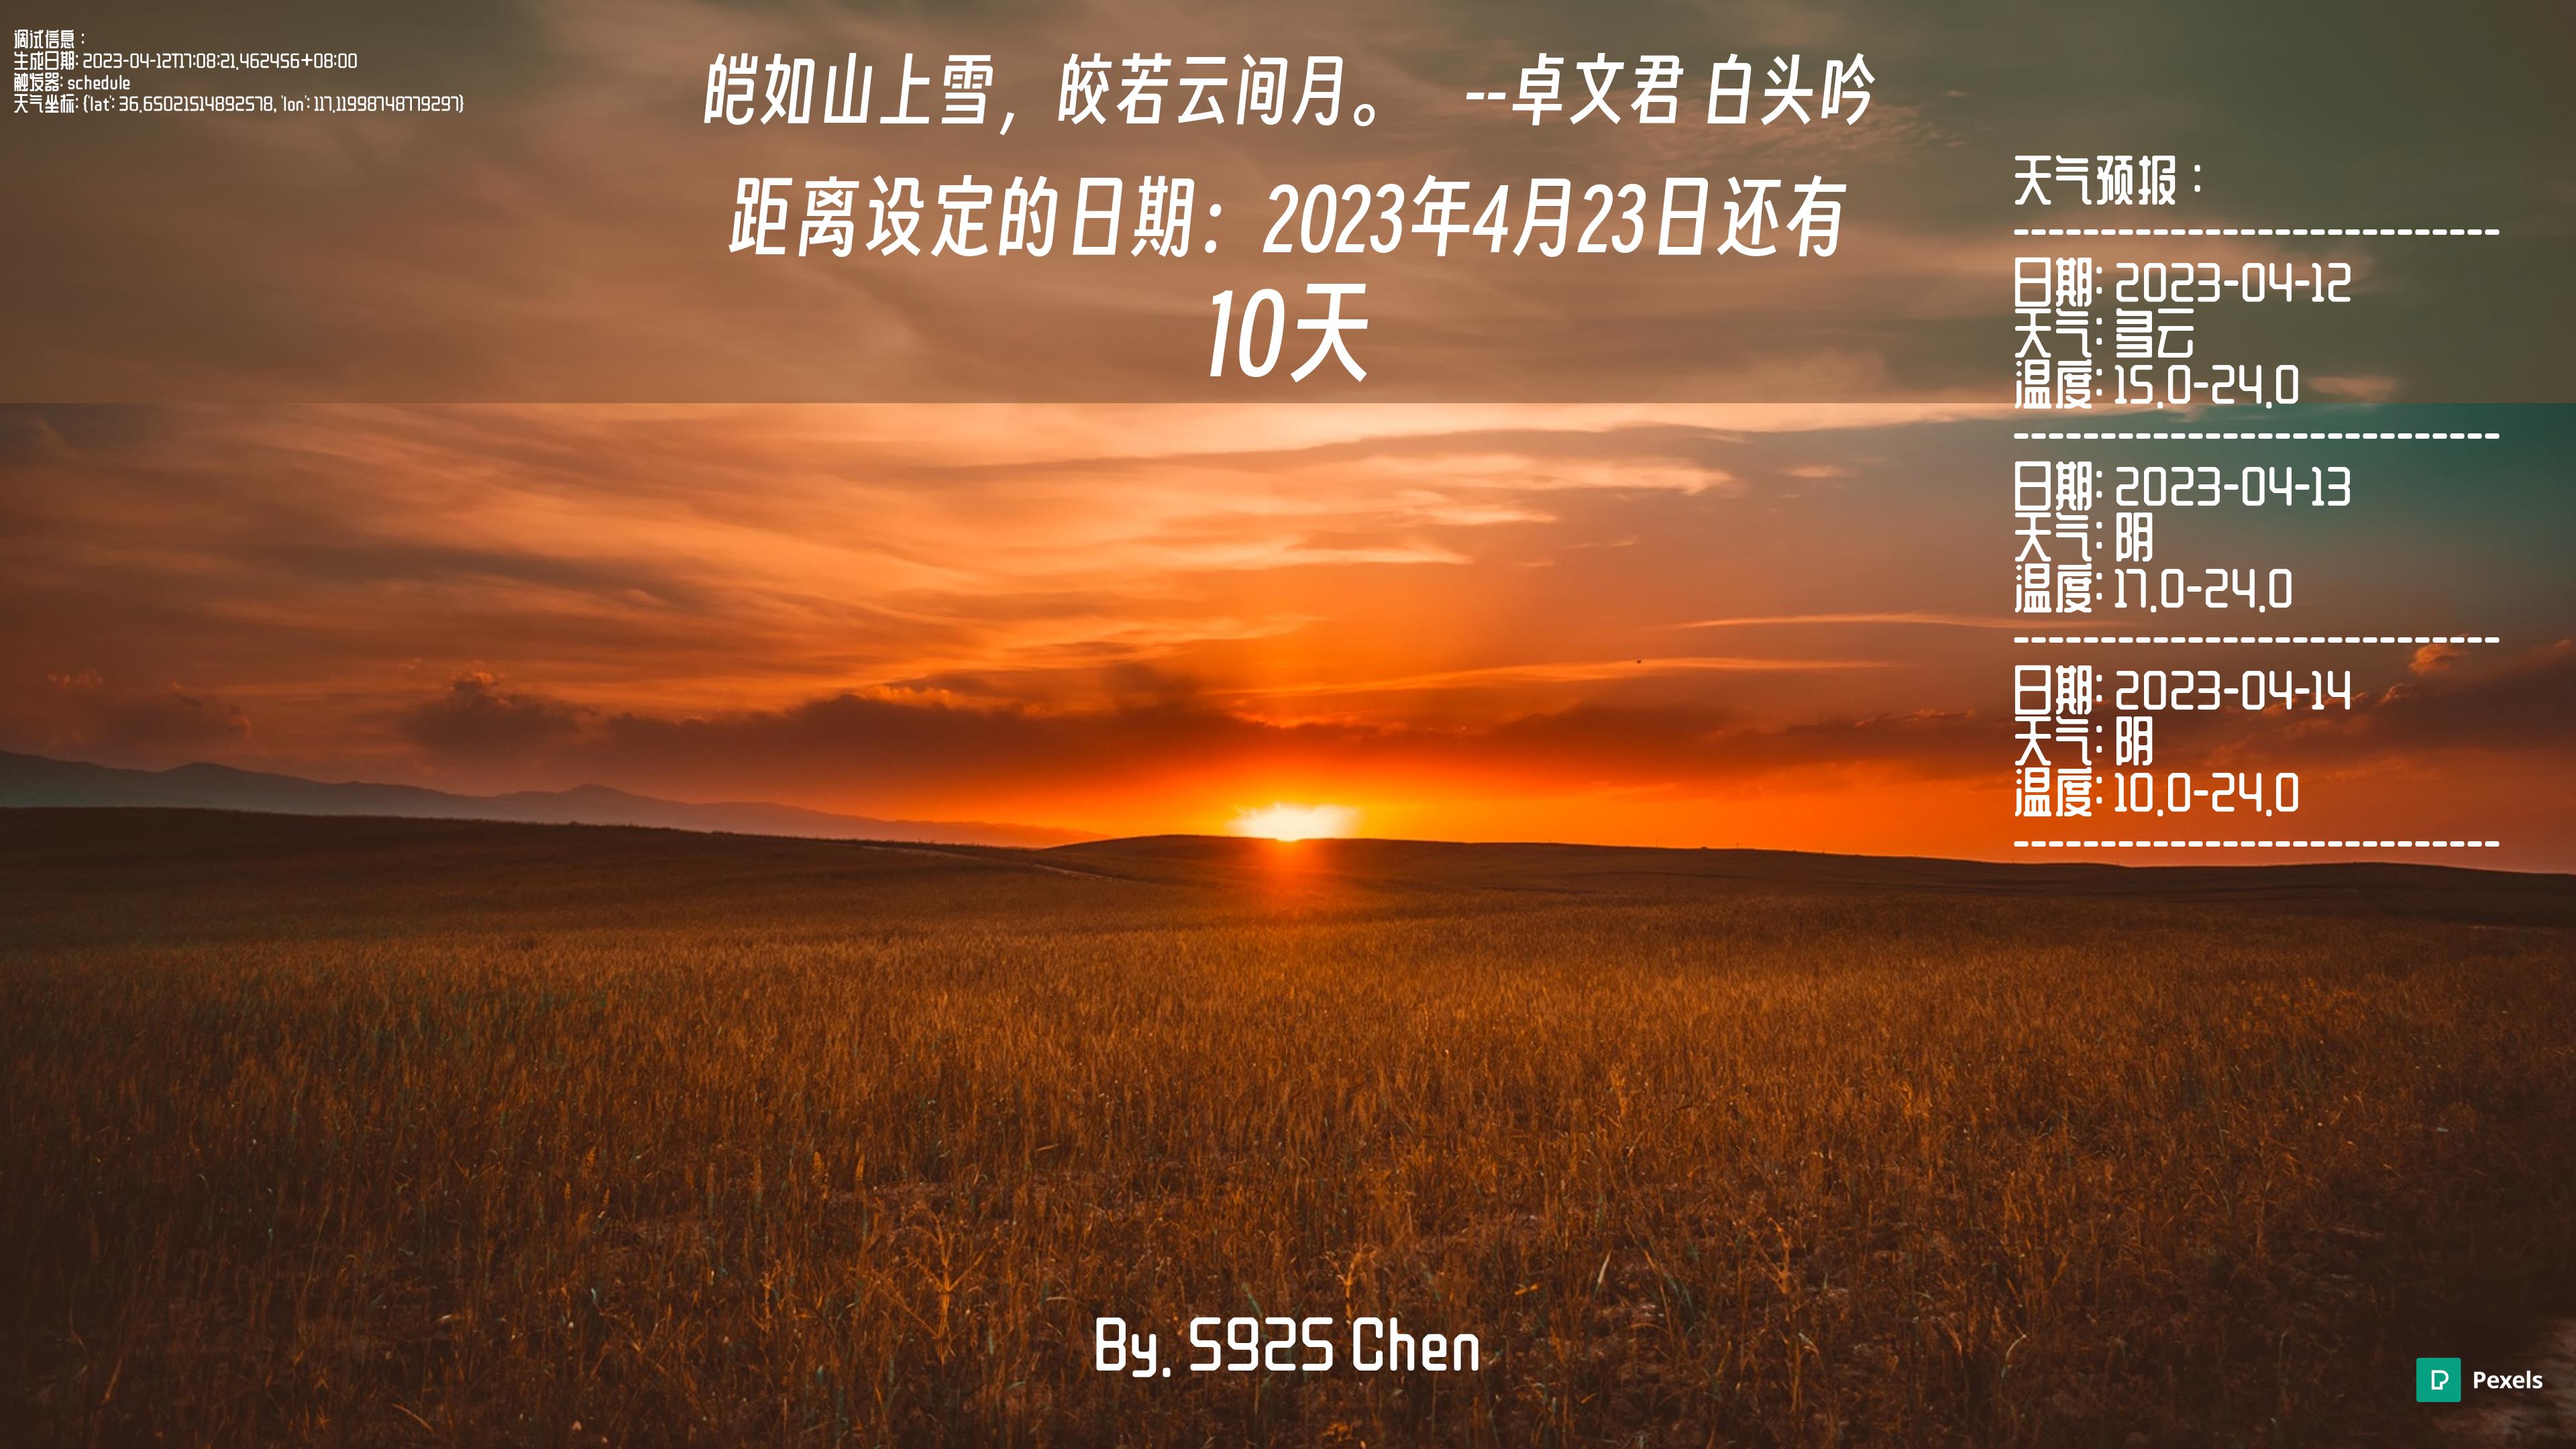 调试信息：
生成日期: 2023-04-12T17:08:21.462456+08:00
触发器: schedule
天气坐标: {'lat': 36.65021514892578, 'lon': 117.11998748779297}
皑如山上雪，皎若云间月。 --卓文君 白头吟
距离设定的日期：2023年4月23日还有
10天
天气预报：
----------------------------
日期: 2023-04-12
天气: 多云
温度: 15.0-24.0
----------------------------
日期: 2023-04-13
天气: 阴
温度: 17.0-24.0
----------------------------
日期: 2023-04-14
天气: 阴
温度: 10.0-24.0
----------------------------
By. 5925 Chen
Pexels